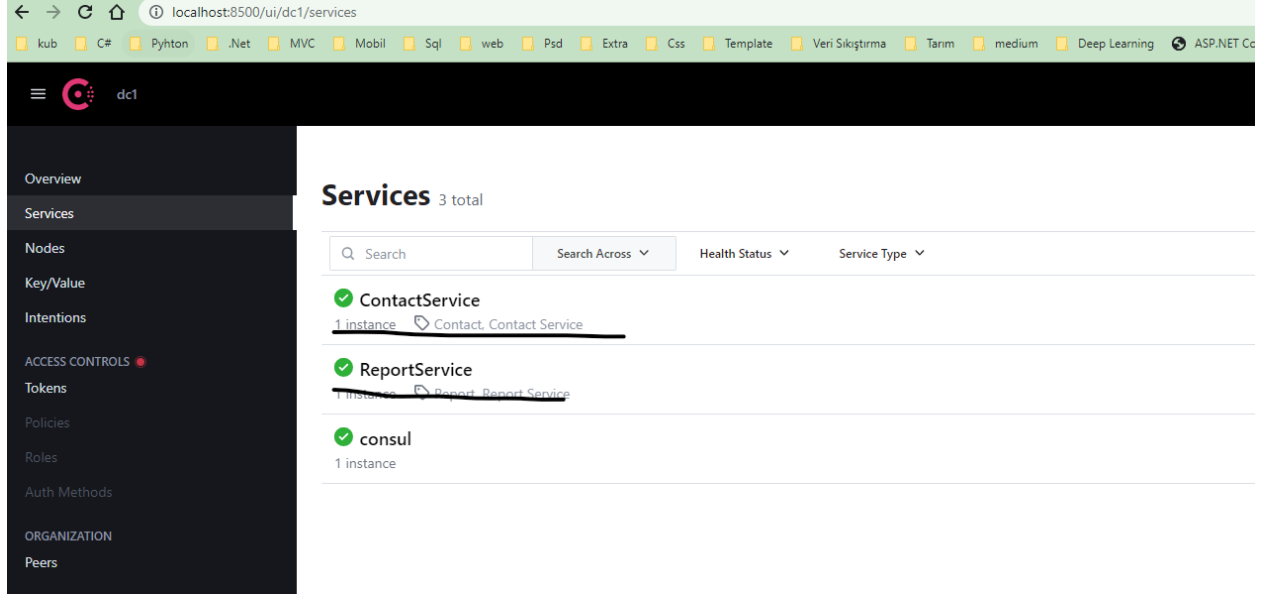 localhost:8500/ui/dc1/services
kub C# Pyhton .Net MVC Mobil Sql web Psd Extra Css Template Veri Sıkıştırma Tarım medium Deep Learning ASP.NET Co
dc1
Overview
Services
Nodes
Key/Value
Intentions
ACCESS CONTROLS
Tokens
Policies
Roles
Auth Methods
ORGANIZATION
Peers
Services 3 total
Search Search Across Health Status Service Type
ContactService
1 instance Contact, Contact Service
ReportService
1 instance Report, Report Service
consul
1 instance